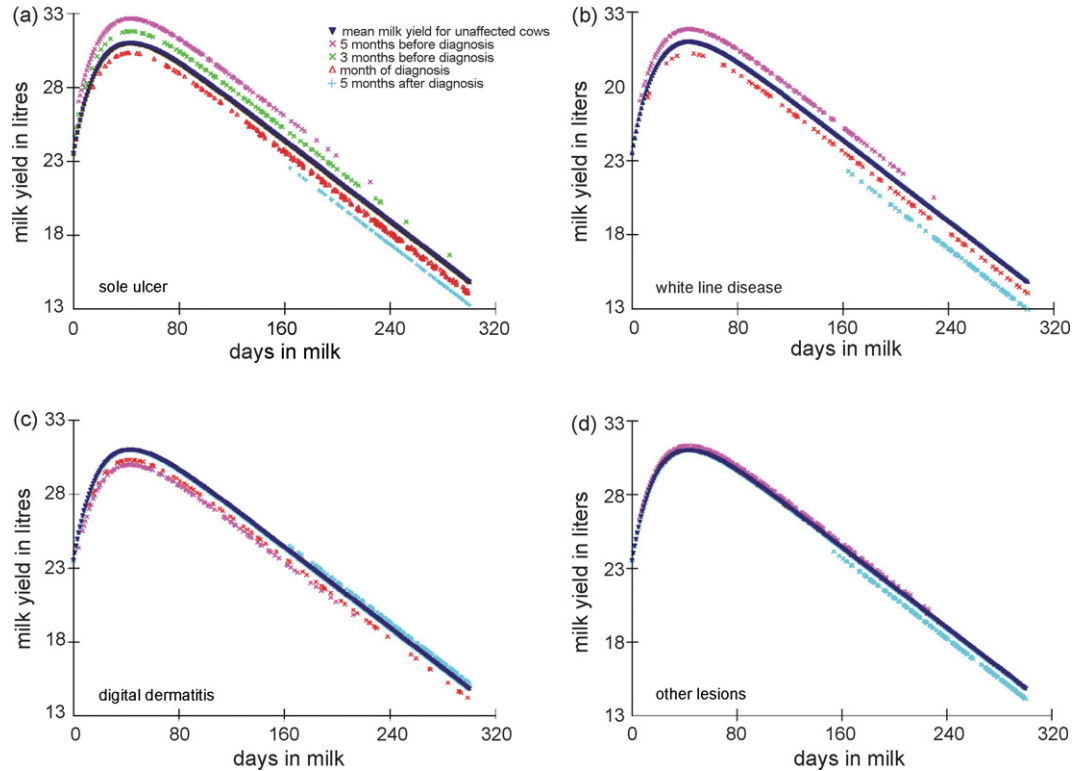 (a)
33
28
23
18
13
0
80
160
240
320
milk yield in litres
days in milk
sole ulcer
mean milk yield for unaffected cows
5 months before diagnosis
3 months before diagnosis
month of diagnosis
5 months after diagnosis
(b)
33
20
23
18
13
0
80
160
240
320
milk yield in liters
days in milk
white line disease
(c)
33
28
23
18
13
0
80
160
240
320
milk yield in litres
days in milk
digital dermatitis
(d)
33
28
23
18
13
0
80
160
240
320
milk yield in liters
days in milk
other lesions